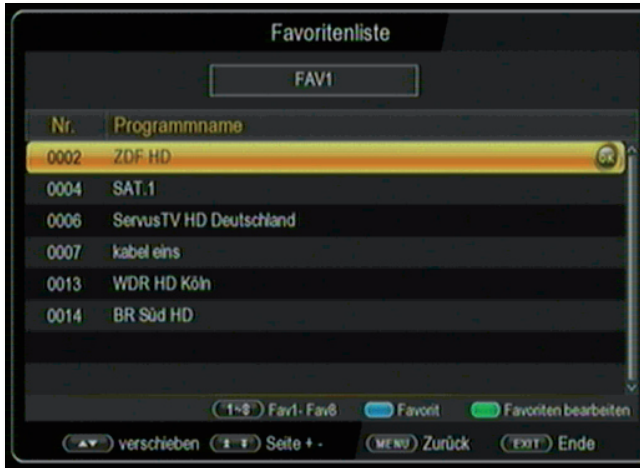 Favoritenliste
FAV1
Nr. Programmname
0002 ZDF HD OK
0004 SAT.1
0006 ServusTV HD Deutschland
0007 kabel eins
0013 WDR HD Köln
0014 BR Süd HD
1~8 Fav1- Fav8 Favorit Favoriten bearbeiten
verschieben Seite + - MENU Zurück EXIT Ende